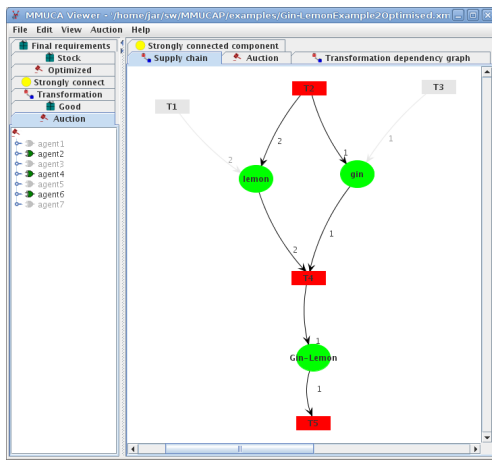 MMUCA Viewer - /home/jar/sw/MMUCAP/examples/Gin-LemonExample2Optimised.xm
File Edit View Auction Help
Final requirements
Stock
Optimized
Strongly connect
Transformation
Good
Auction
agent1
agent2
agent3
agent4
agent5
agent6
agent7
Strongly connected component
Supply chain Auction Transformation dependency graph
T2
T3
T1
2
1
1
2
lemon
gin
2
1
T4
1
Gin-Lemon
1
T5